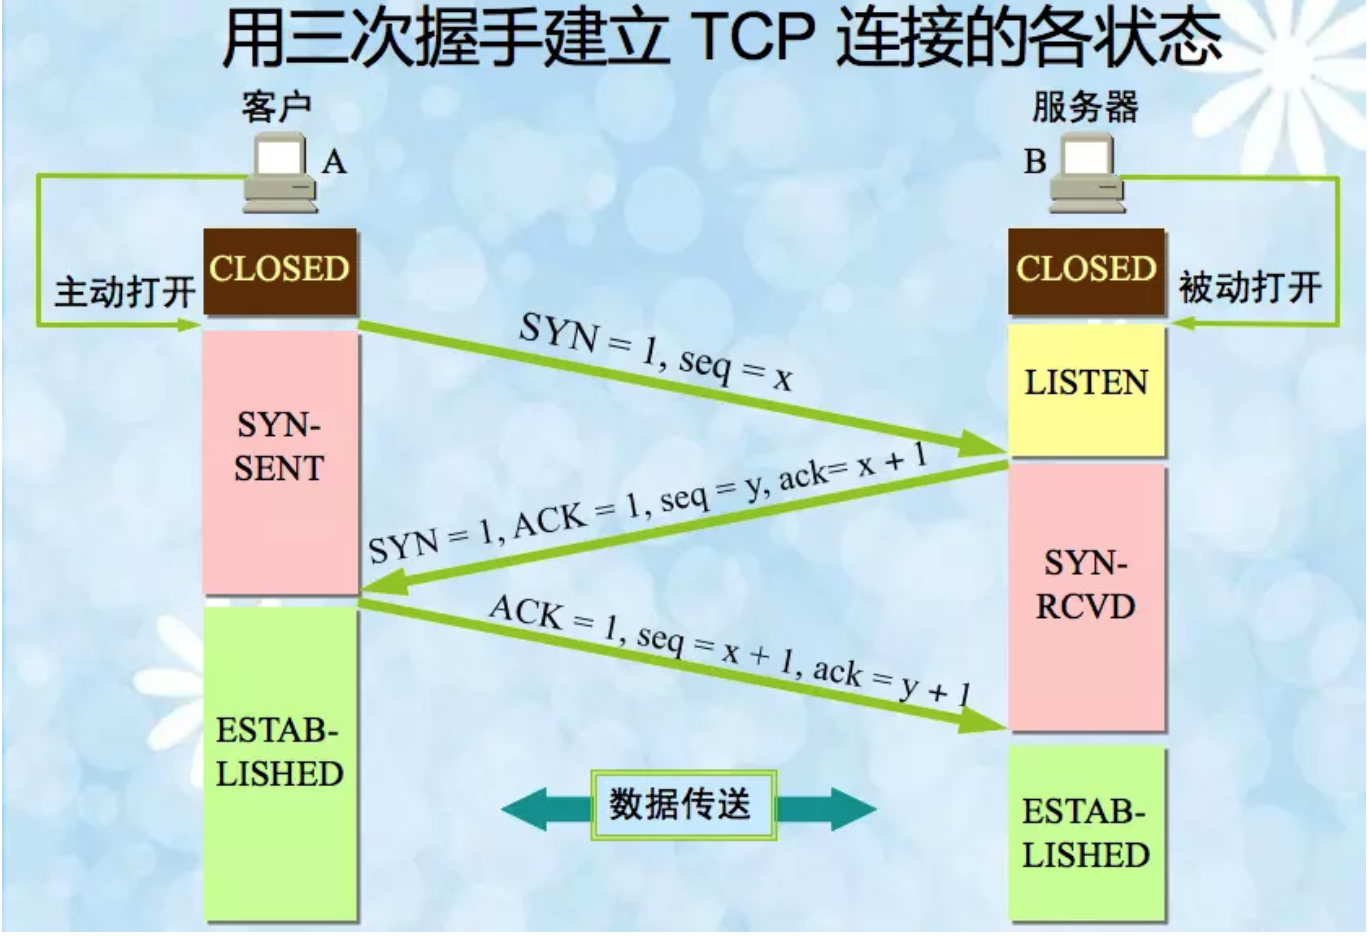 用三次握手建立 TCP 连接的各状态
客户
服务器
A
B
CLOSED
CLOSED
主动打开
被动打开
SYN = 1, seq = x
LISTEN
SYN-
SENT
SYN = 1, ACK = 1, seq = y, ack= x + 1
SYN-
RCVD
ACK = 1, seq = x + 1, ack = y + 1
ESTAB-
LISHED
数据传送
ESTAB-
LISHED